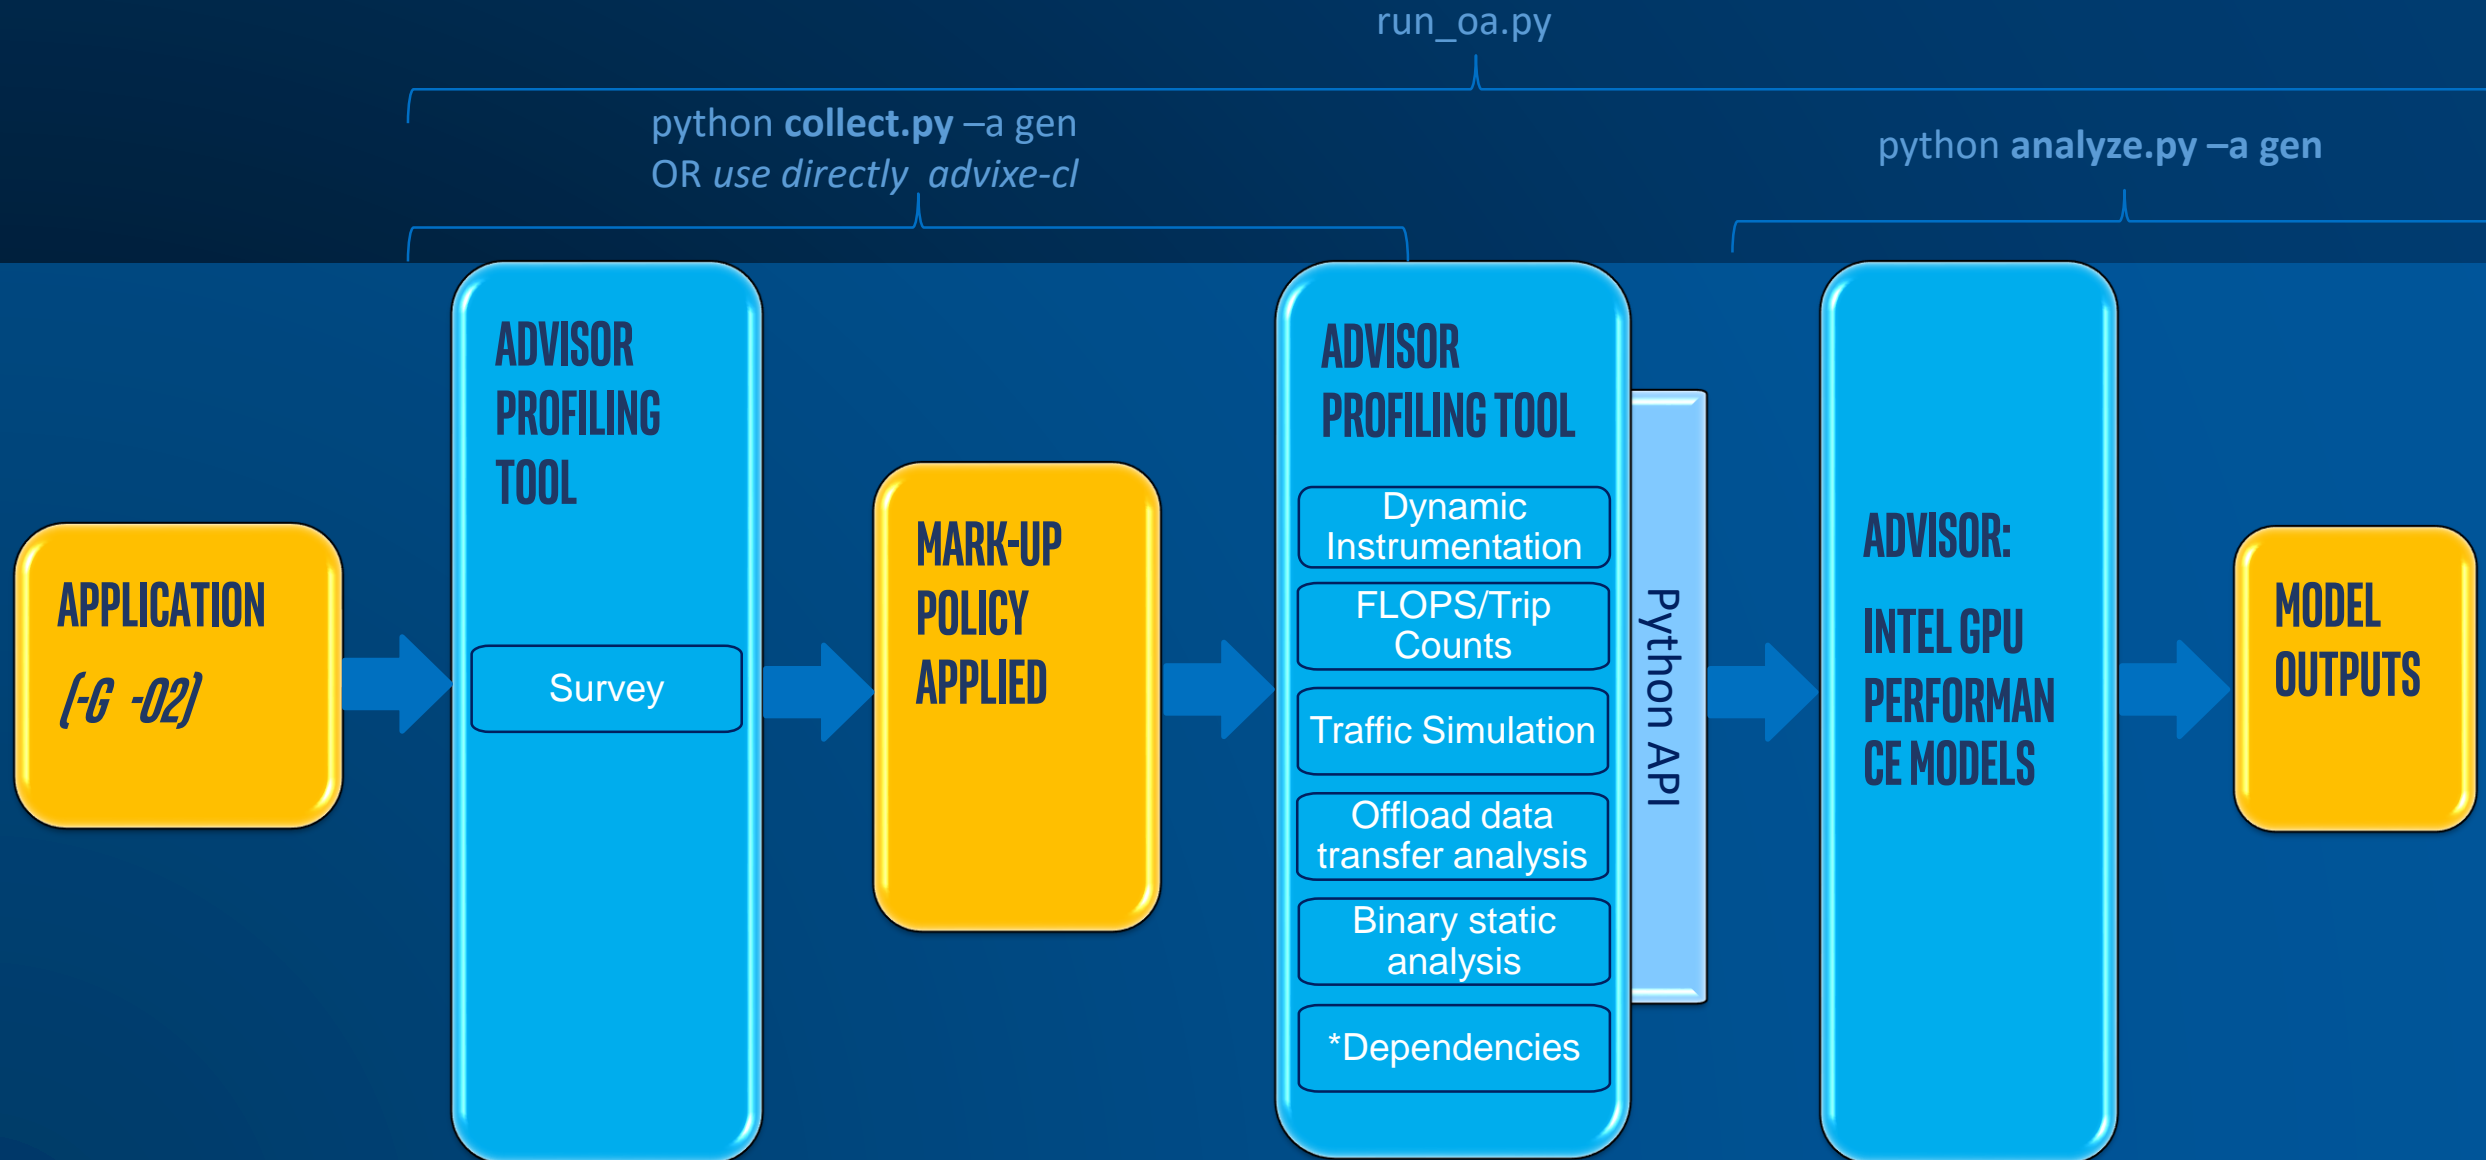 run_oa.py
python collect.py –a gen
OR use directly advixe-cl
python analyze.py –a gen
APPLICATION
(-G -O2)
ADVISOR
PROFILING
TOOL
Survey
MARK-UP
POLICY
APPLIED
ADVISOR
PROFILING TOOL
Dynamic
Instrumentation
FLOPS/Trip
Counts
Traffic Simulation
Offload data
transfer analysis
Binary static
analysis
*Dependencies
Python API
ADVISOR:
INTEL GPU
PERFORMAN
CE MODELS
MODEL
OUTPUTS